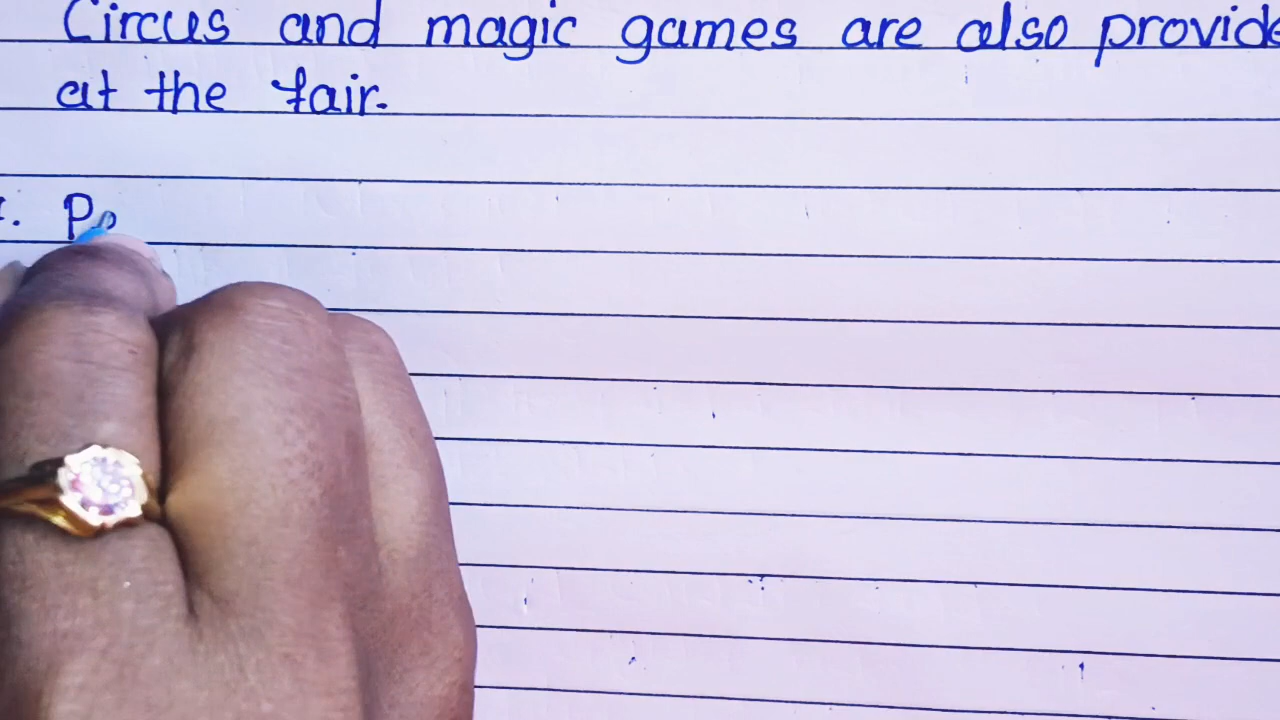 Circus and magic games are also provide
at the fair.
P